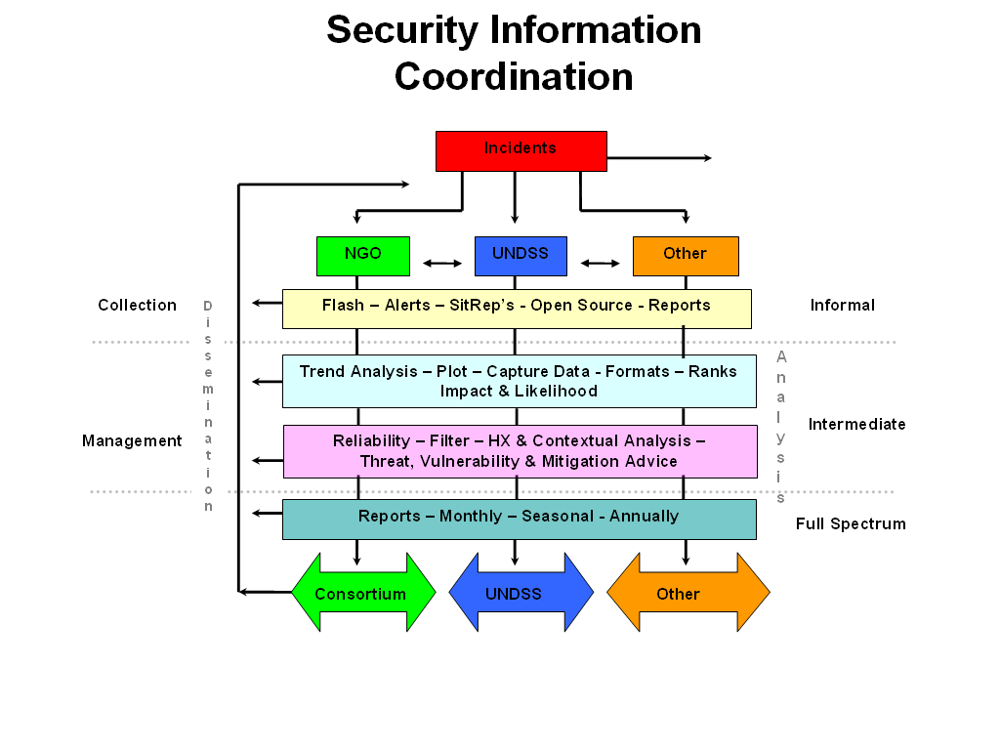 Security Information
Coordination
Incidents
NGO
UNDSS
Other
Collection
Flash – Alerts – SitRep's - Open Source - Reports
Informal
Dissemination
Trend Analysis – Plot – Capture Data - Formats – Ranks
Impact & Likelihood
Analysis
Management
Intermediate
Reliability – Filter – HX & Contextual Analysis –
Threat, Vulnerability & Mitigation Advice
Reports – Monthly – Seasonal - Annually
Full Spectrum
Consortium
UNDSS
Other